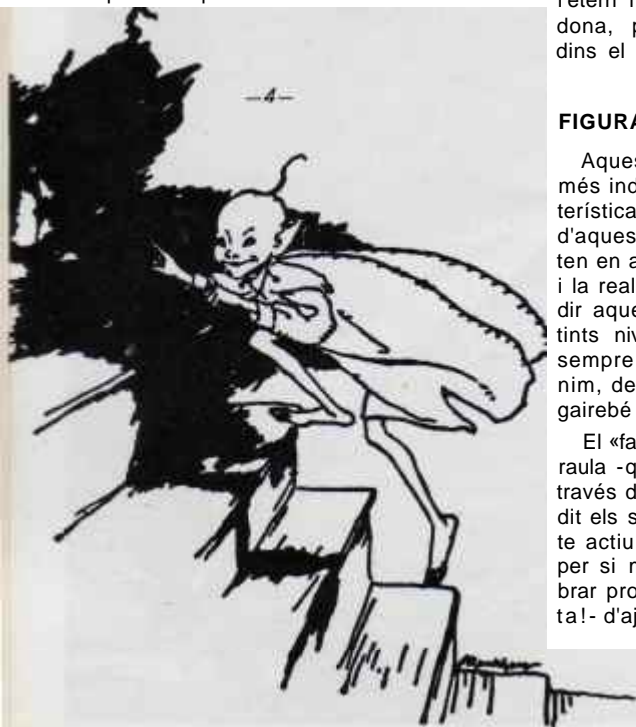 —4—
l'etern
dona,
dins el
FIGURA
Aques
més ind
terística
d'aques
ten en a
i la real
dir aque
tints niv
sempre
nim, de
gairebé
El «fa
raula -q
través d
dit els s
te actiu
per si n
brar pro
ta!- d'aj